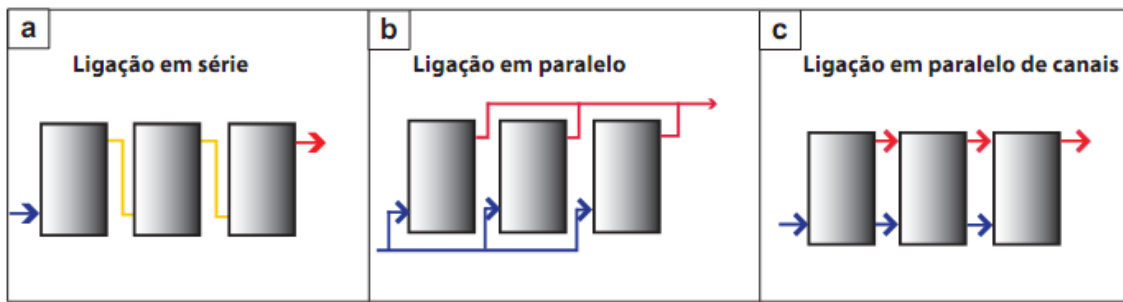 a
Ligação em série
b
Ligação em paralelo
c
Ligação em paralelo de canais